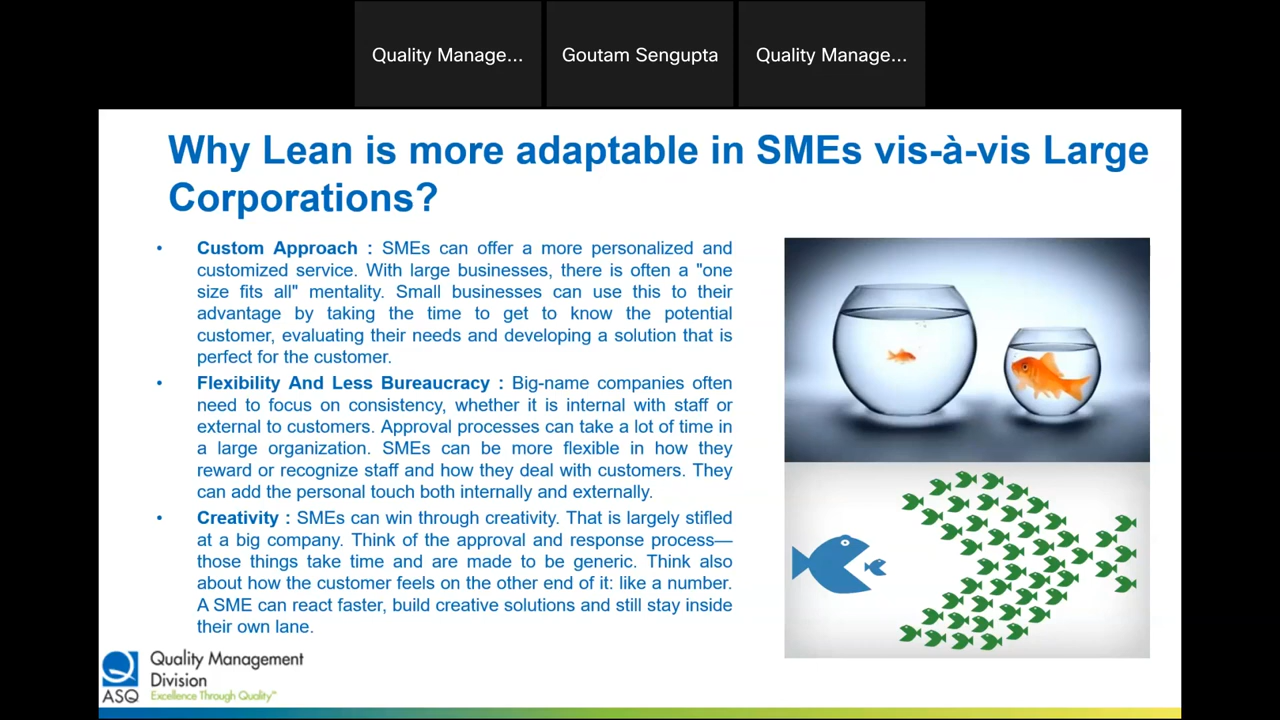 Quality Manage...
Goutam Sengupta
Quality Manage...
Why Lean is more adaptable in SMEs vis-à-vis Large
Corporations?
• Custom Approach : SMEs can offer a more personalized and
customized service. With large businesses, there is often a "one
size fits all" mentality. Small businesses can use this to their
advantage by taking the time to get to know the potential
customer, evaluating their needs and developing a solution that is
perfect for the customer.
• Flexibility And Less Bureaucracy : Big-name companies often
need to focus on consistency, whether it is internal with staff or
external to customers. Approval processes can take a lot of time in
a large organization. SMEs can be more flexible in how they
reward or recognize staff and how they deal with customers. They
can add the personal touch both internally and externally.
• Creativity : SMEs can win through creativity. That is largely stifled
at a big company. Think of the approval and response process—
those things take time and are made to be generic. Think also
about how the customer feels on the other end of it: like a number.
A SME can react faster, build creative solutions and still stay inside
their own lane.
ASQ
Quality Management
Division
Excellence Through Quality™